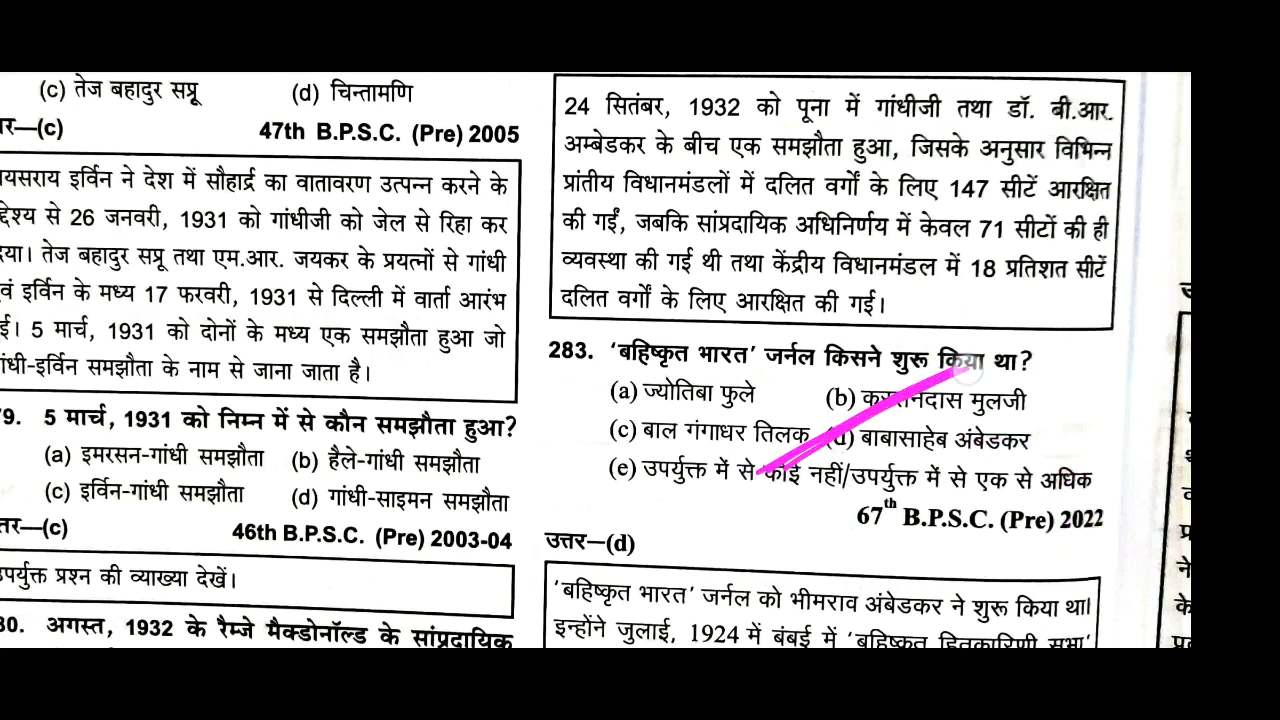 (c) तेज बहादुर सप्रू (d) चिन्तामणि
र—(c) 47th B.P.S.C. (Pre) 2005
यसराय इर्विन ने देश में सौहार्द्र का वातावरण उत्पन्न करने के
द्देश्य से 26 जनवरी, 1931 को गांधीजी को जेल से रिहा कर
या। तेज बहादुर सप्रू तथा एम.आर. जयकर के प्रयत्नों से गांधी
वं इर्विन के मध्य 17 फरवरी, 1931 से दिल्ली में वार्ता आरंभ
ई। 5 मार्च, 1931 को दोनों के मध्य एक समझौता हुआ जो
ांधी-इर्विन समझौता के नाम से जाना जाता है।
9. 5 मार्च, 1931 को निम्न में से कौन समझौता हुआ?
(a) इमरसन-गांधी समझौता (b) हैले-गांधी समझौता
(c) इर्विन-गांधी समझौता (d) गांधी-साइमन समझौता
तर—(c) 46th B.P.S.C. (Pre) 2003-04
उपर्युक्त प्रश्न की व्याख्या देखें।
80. अगस्त, 1932 के रैम्जे मैक्डोनॉल्ड के सांप्रदायिक
24 सितंबर, 1932 को पूना में गांधीजी तथा डॉ. बी.आर.
अम्बेडकर के बीच एक समझौता हुआ, जिसके अनुसार विभिन्न
प्रांतीय विधानमंडलों में दलित वर्गों के लिए 147 सीटें आरक्षित
की गईं, जबकि सांप्रदायिक अधिनिर्णय में केवल 71 सीटों की ही
व्यवस्था की गई थी तथा केंद्रीय विधानमंडल में 18 प्रतिशत सीटें
दलित वर्गों के लिए आरक्षित की गई।
283. 'बहिष्कृत भारत' जर्नल किसने शुरू किया था?
(a) ज्योतिबा फुले (b) करसनदास मुलजी
(c) बाल गंगाधर तिलक (d) बाबासाहेब अंबेडकर
(e) उपर्युक्त में से कोई नहीं/उपर्युक्त में से एक से अधिक
67th B.P.S.C. (Pre) 2022
उत्तर—(d)
'बहिष्कृत भारत' जर्नल को भीमराव अंबेडकर ने शुरू किया था।
इन्होंने जुलाई, 1924 में बंबई में 'बहिष्कृत हितकारिणी सभा'